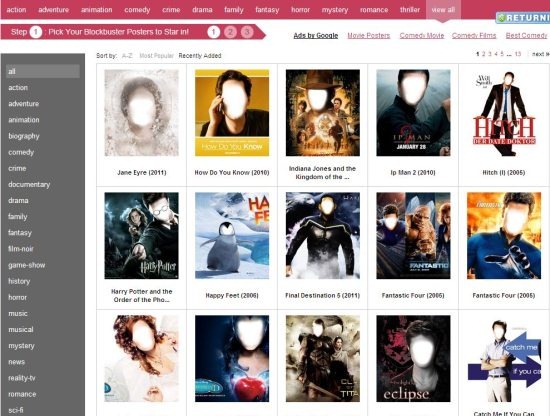 action adventure animation comedy crime drama family fantasy horror mystery romance thriller view all
RETURNI
Step 1 : Pick Your Blockbuster Posters to Star in! 1 2 3
Ads by Google Movie Posters Comedy Movie Comedy Films Best Comedy
Sort by: A-Z Most Popular Recently Added
1 2 3 4 5 ... 13 next »
all
action
adventure
animation
biography
comedy
crime
documentary
drama
family
fantasy
film-noir
game-show
history
horror
music
musical
mystery
news
reality-tv
romance
sci-fi
How Do You Know
IP MAN 2
JANUARY 28
Will Smith
HITCH
DER DATE DOKTOR
Jane Eyre (2011)
How Do You Know (2010)
Indiana Jones and the
Kingdom of the ...
Ip Man 2 (2010)
Hitch (I) (2005)
Harry Potter
HA
FEE
FANTASTIC
Harry Potter and the
Order of the Pho...
Happy Feet (2006)
Final Destination 5 (2011)
Fantastic Four (2005)
Fantastic Four (2005)
TITA
twilight
eclipse
catch me
if you can
Catch Me If You Can